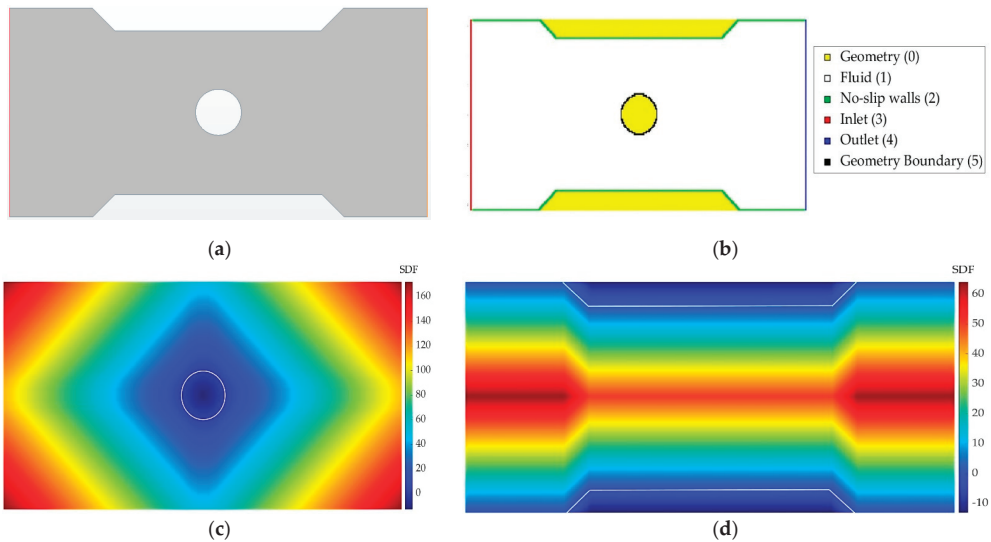 Geometry (0)
Fluid (1)
No-slip walls (2)
Inlet (3)
Outlet (4)
Geometry Boundary (5)
(a)
(b)
SDF
160
140
120
100
80
60
40
20
0
(c)
SDF
60
50
40
30
20
10
0
-10
(d)